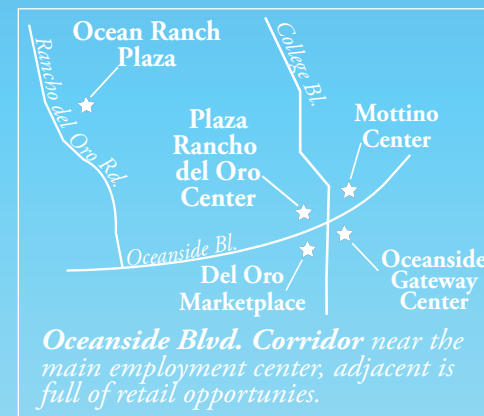 Ocean Ranch
Plaza
Rancho del Oro Rd.
College Bl.
Plaza
Rancho
del Oro
Center
Mottino
Center
Oceanside Bl.
Del Oro
Marketplace
Oceanside
Gateway
Center
Oceanside Blvd. Corridor near the
main employment center, adjacent is
full of retail opportunies.